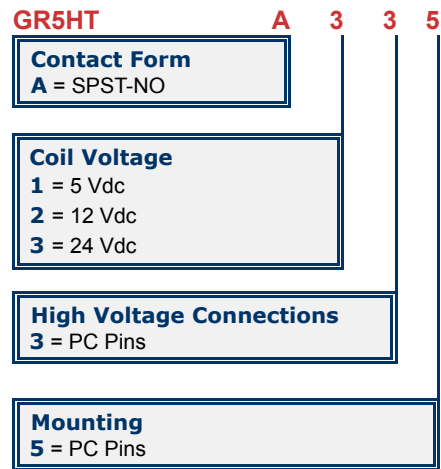 GR5HT A 3 3 5
Contact Form
A = SPST-NO
Coil Voltage
1 = 5 Vdc
2 = 12 Vdc
3 = 24 Vdc
High Voltage Connections
3 = PC Pins
Mounting
5 = PC Pins